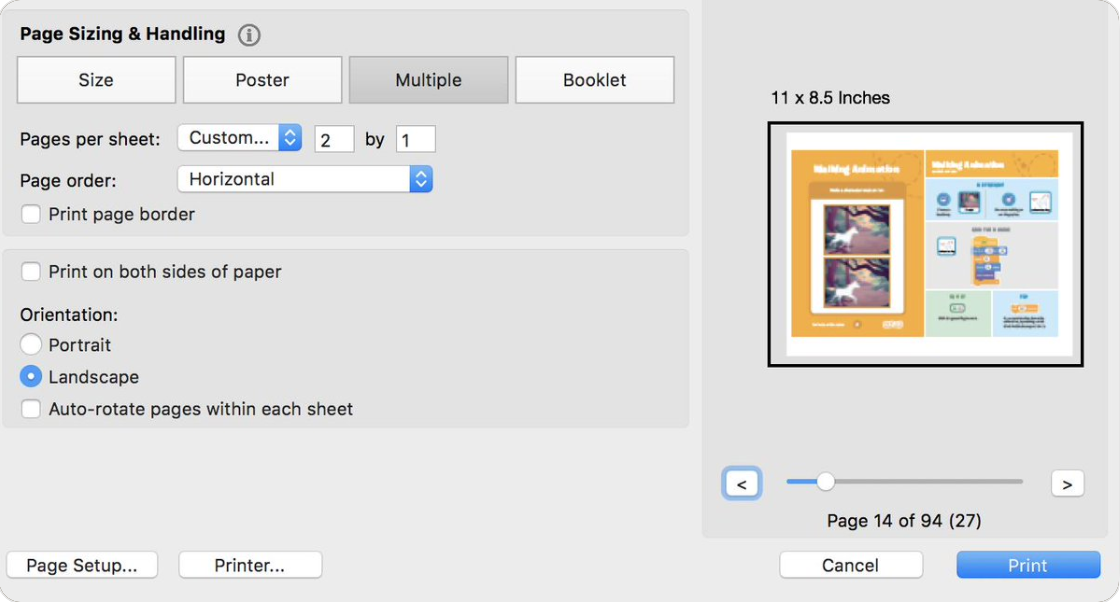 Page Sizing & Handling
Size Poster Multiple Booklet
Pages per sheet: Custom... 2 by 1
Page order: Horizontal
Print page border
Print on both sides of paper
Orientation:
Portrait
Landscape
Auto-rotate pages within each sheet
11 x 8.5 Inches
Walking Animation
Walking Animation
< >
Page 14 of 94 (27)
Page Setup... Printer... Cancel Print